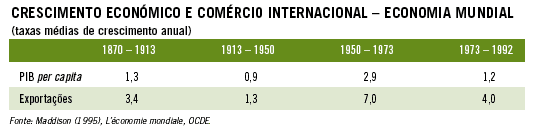 CRESCIMENTO ECONÓMICO E COMÉRCIO INTERNACIONAL – ECONOMIA MUNDIAL
(taxas médias de crescimento anual)
1870 – 1913 1913 – 1950 1950 – 1973 1973 – 1992
PIB per capita 1,3 0,9 2,9 1,2
Exportações 3,4 1,3 7,0 4,0
Fonte: Maddison (1995), L'économie mondiale, OCDE.